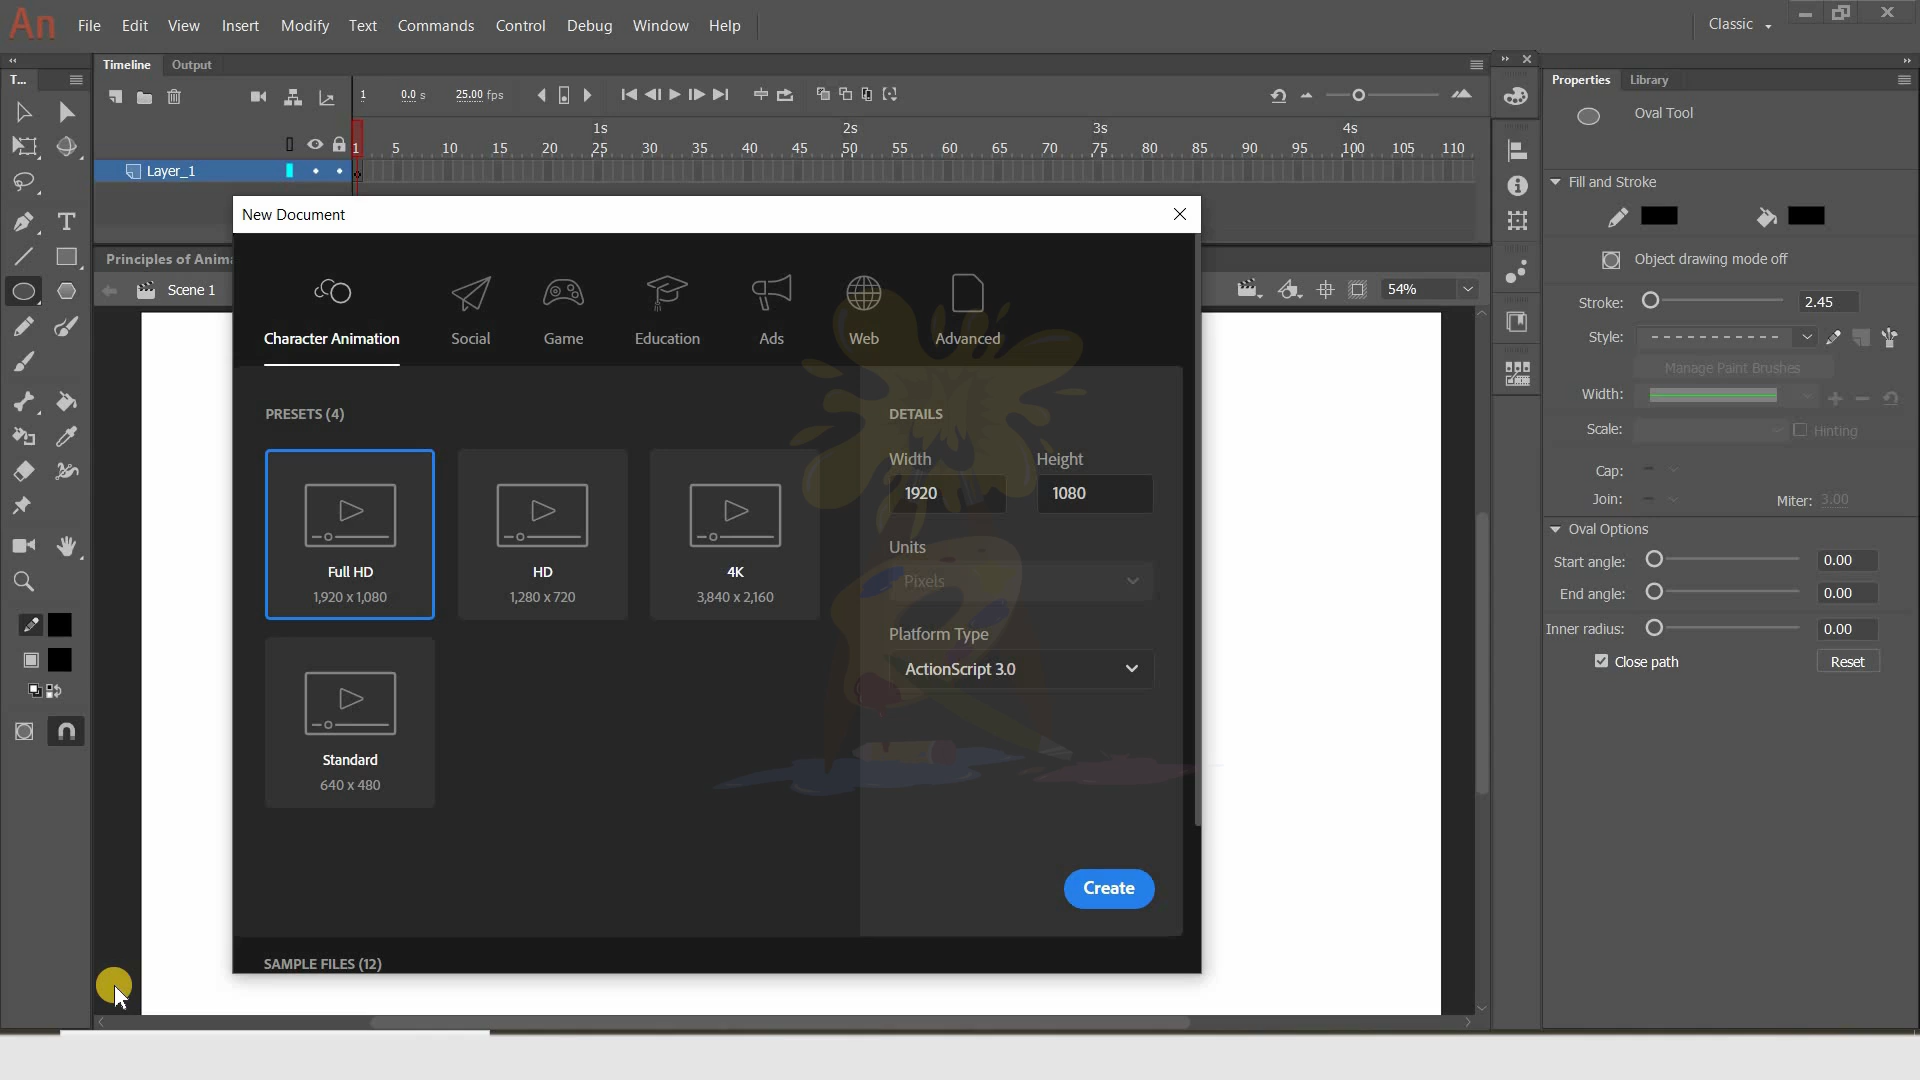 An File Edit View Insert Modify Text Commands Control Debug Window Help Classic
T... Timeline Output Properties Library
1 0.0 s 25.00 fps
Oval Tool
1s 2s 3s 4s
1 5 10 15 20 25 30 35 40 45 50 55 60 65 70 75 80 85 90 95 100 105 110
Layer_1
Fill and Stroke
New Document
Principles of Anima
Object drawing mode off
Scene 1 54%
Stroke: 2.45
Character Animation Social Game Education Ads Web Advanced
Style:
Manage Paint Brushes
Width:
PRESETS (4) DETAILS
Scale: Hinting
Width Height
1920 1080
Cap:
Join: Miter: 3.00
Oval Options
Units
Pixels
Start angle: 0.00
Full HD HD 4K
1,920 x 1,080 1,280 x 720 3,840 x 2,160
End angle: 0.00
Platform Type
Inner radius: 0.00
ActionScript 3.0
Close path Reset
Standard
640 x 480
Create
SAMPLE FILES (12)